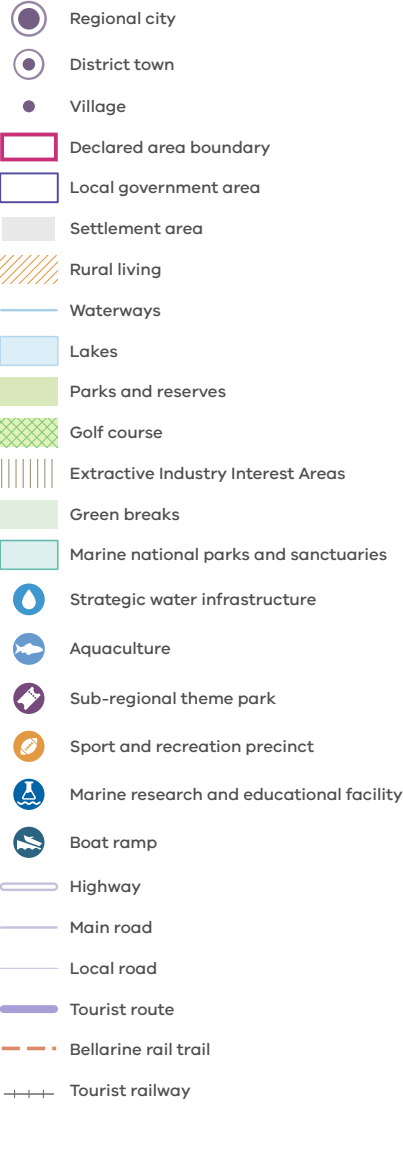 Regional city
District town
Village
Declared area boundary
Local government area
Settlement area
Rural living
Waterways
Lakes
Parks and reserves
Golf course
Extractive Industry Interest Areas
Green breaks
Marine national parks and sanctuaries
Strategic water infrastructure
Aquaculture
Sub-regional theme park
Sport and recreation precinct
Marine research and educational facility
Boat ramp
Highway
Main road
Local road
Tourist route
Bellarine rail trail
Tourist railway